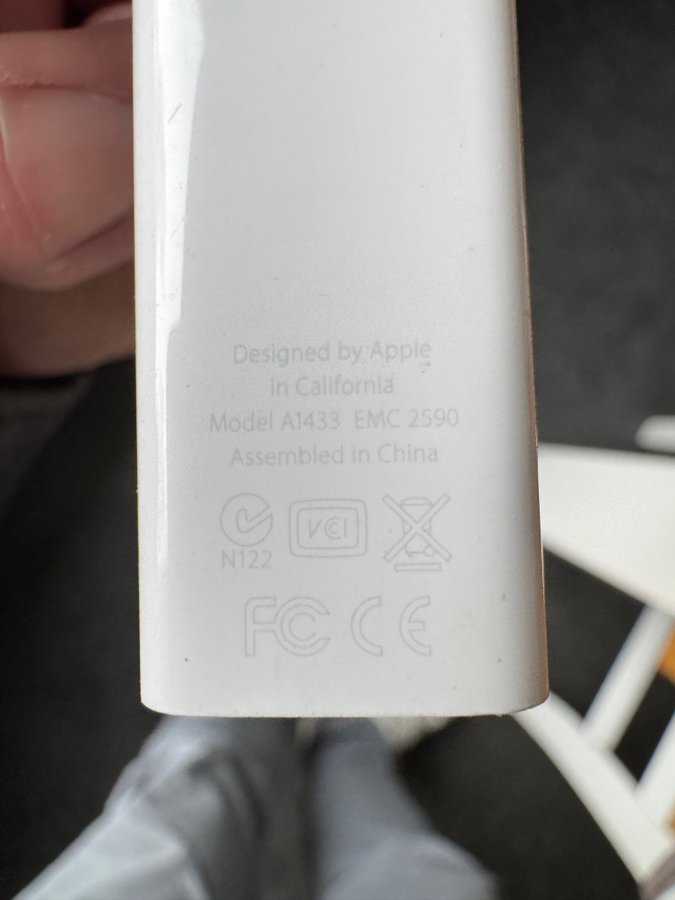 Designed by Apple
in California
Model A1433 EMC 2590
Assembled in China
N122
VCI
FC CE